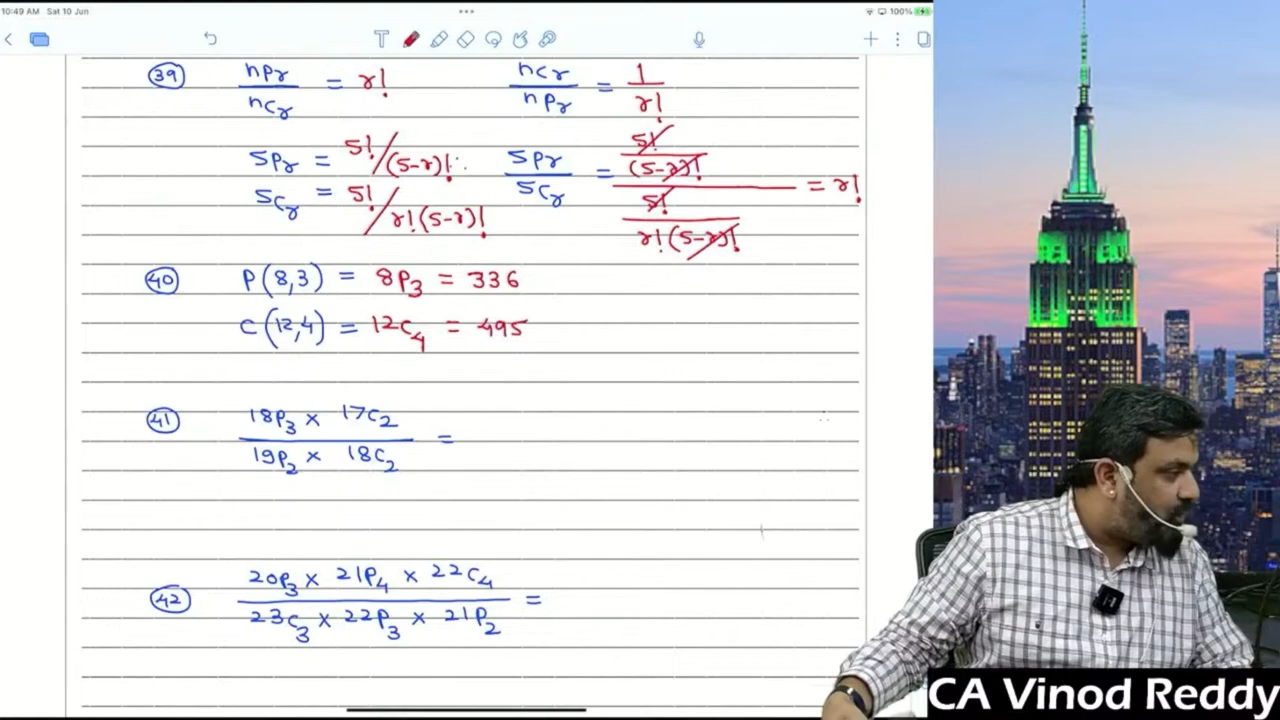 10:49 AM Sat 10 Jun
100%
T
39 nPr/nCr = r! nCr/nPr = 1/r!
5Pr = 5!/(5-r)! 5Pr/5Cr = 5!/(5-r)! / 5!/r!(5-r)! = r!
5Cr = 5!/r!(5-r)!
40 P(8,3) = 8P3 = 336
C(12,4) = 12C4 = 495
41 18P3 × 17C2 =
19P2 × 18C2
42 20P3 × 21P4 × 22C4 =
23C3 × 22P3 × 21P2
CA Vinod Reddy